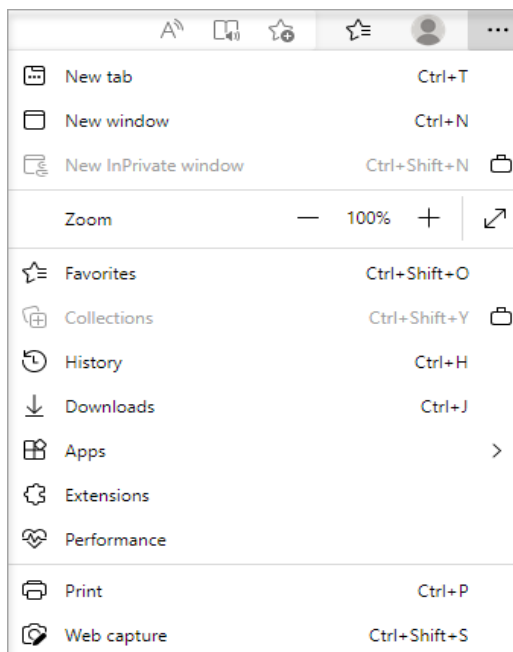 New tab Ctrl+T
New window Ctrl+N
New InPrivate window Ctrl+Shift+N
Zoom — 100% +
Favorites Ctrl+Shift+O
Collections Ctrl+Shift+Y
History Ctrl+H
Downloads Ctrl+J
Apps
Extensions
Performance
Print Ctrl+P
Web capture Ctrl+Shift+S